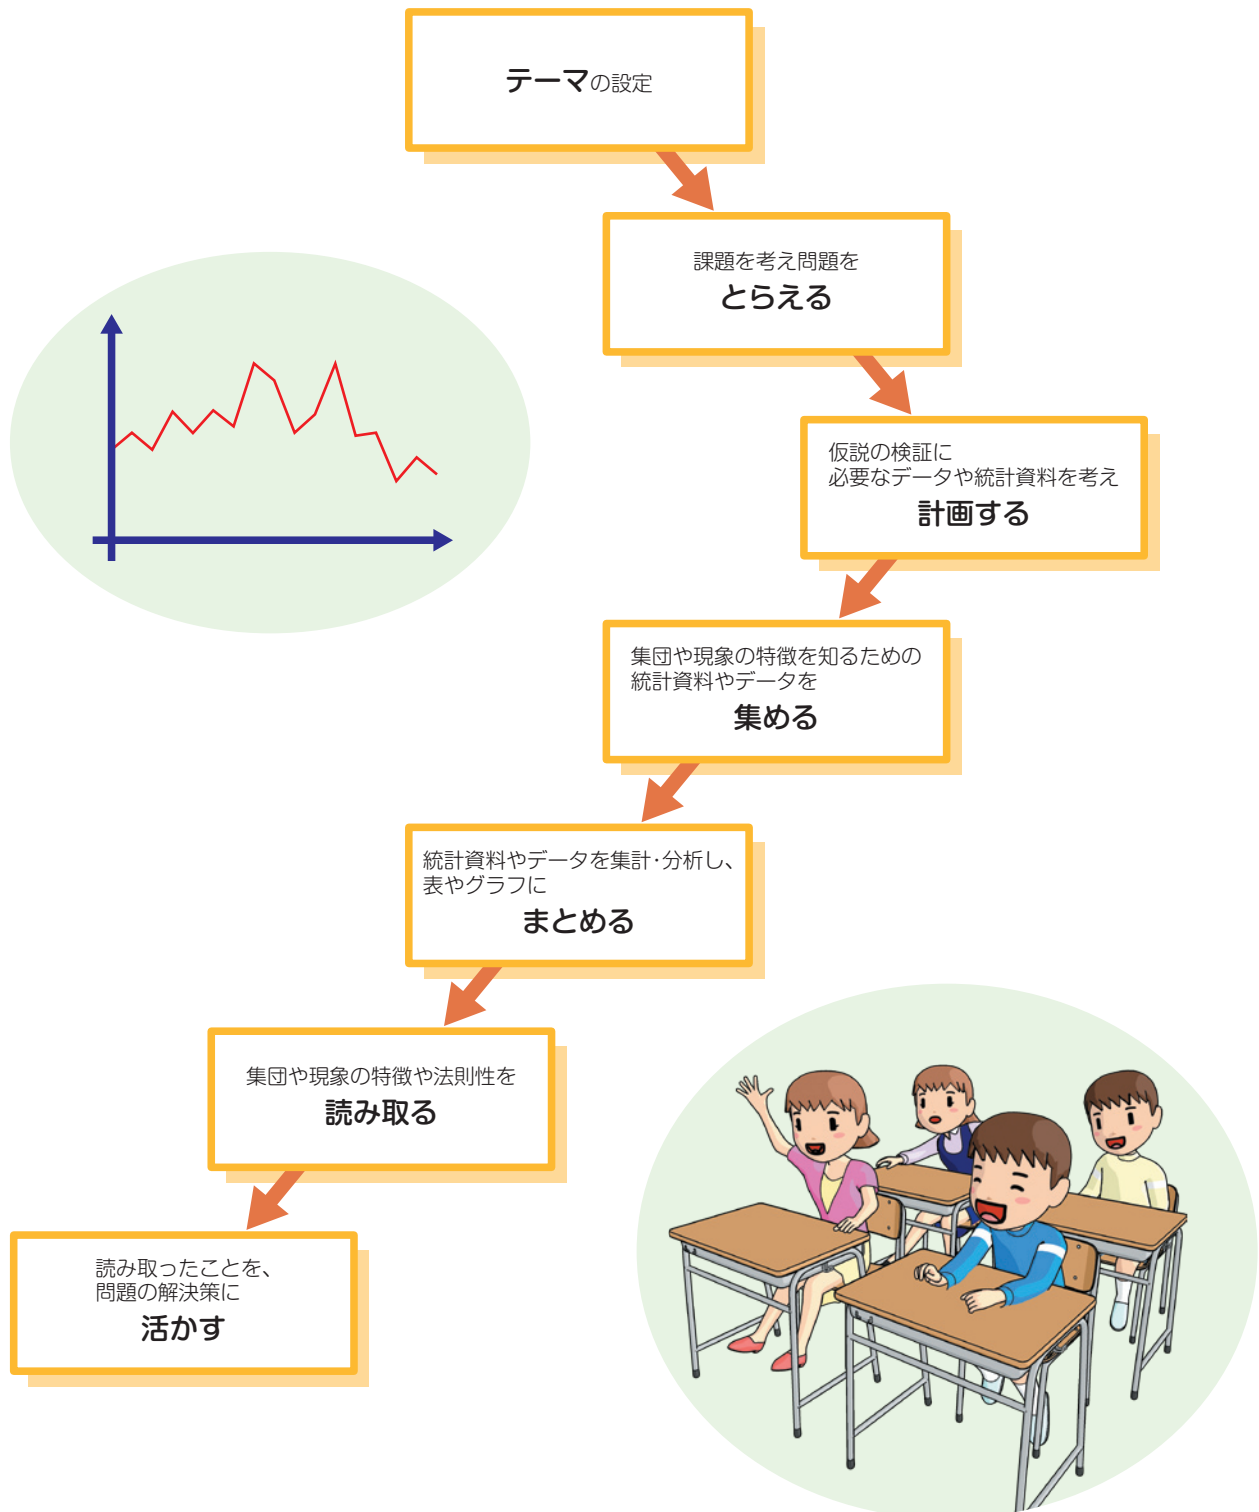 テーマの設定
課題を考え問題を
とらえる
仮説の検証に
必要なデータや統計資料を考え
計画する
集団や現象の特徴を知るための
統計資料やデータを
集める
統計資料やデータを集計・分析し、
表やグラフに
まとめる
集団や現象の特徴や法則性を
読み取る
読み取ったことを、
問題の解決策に
活かす